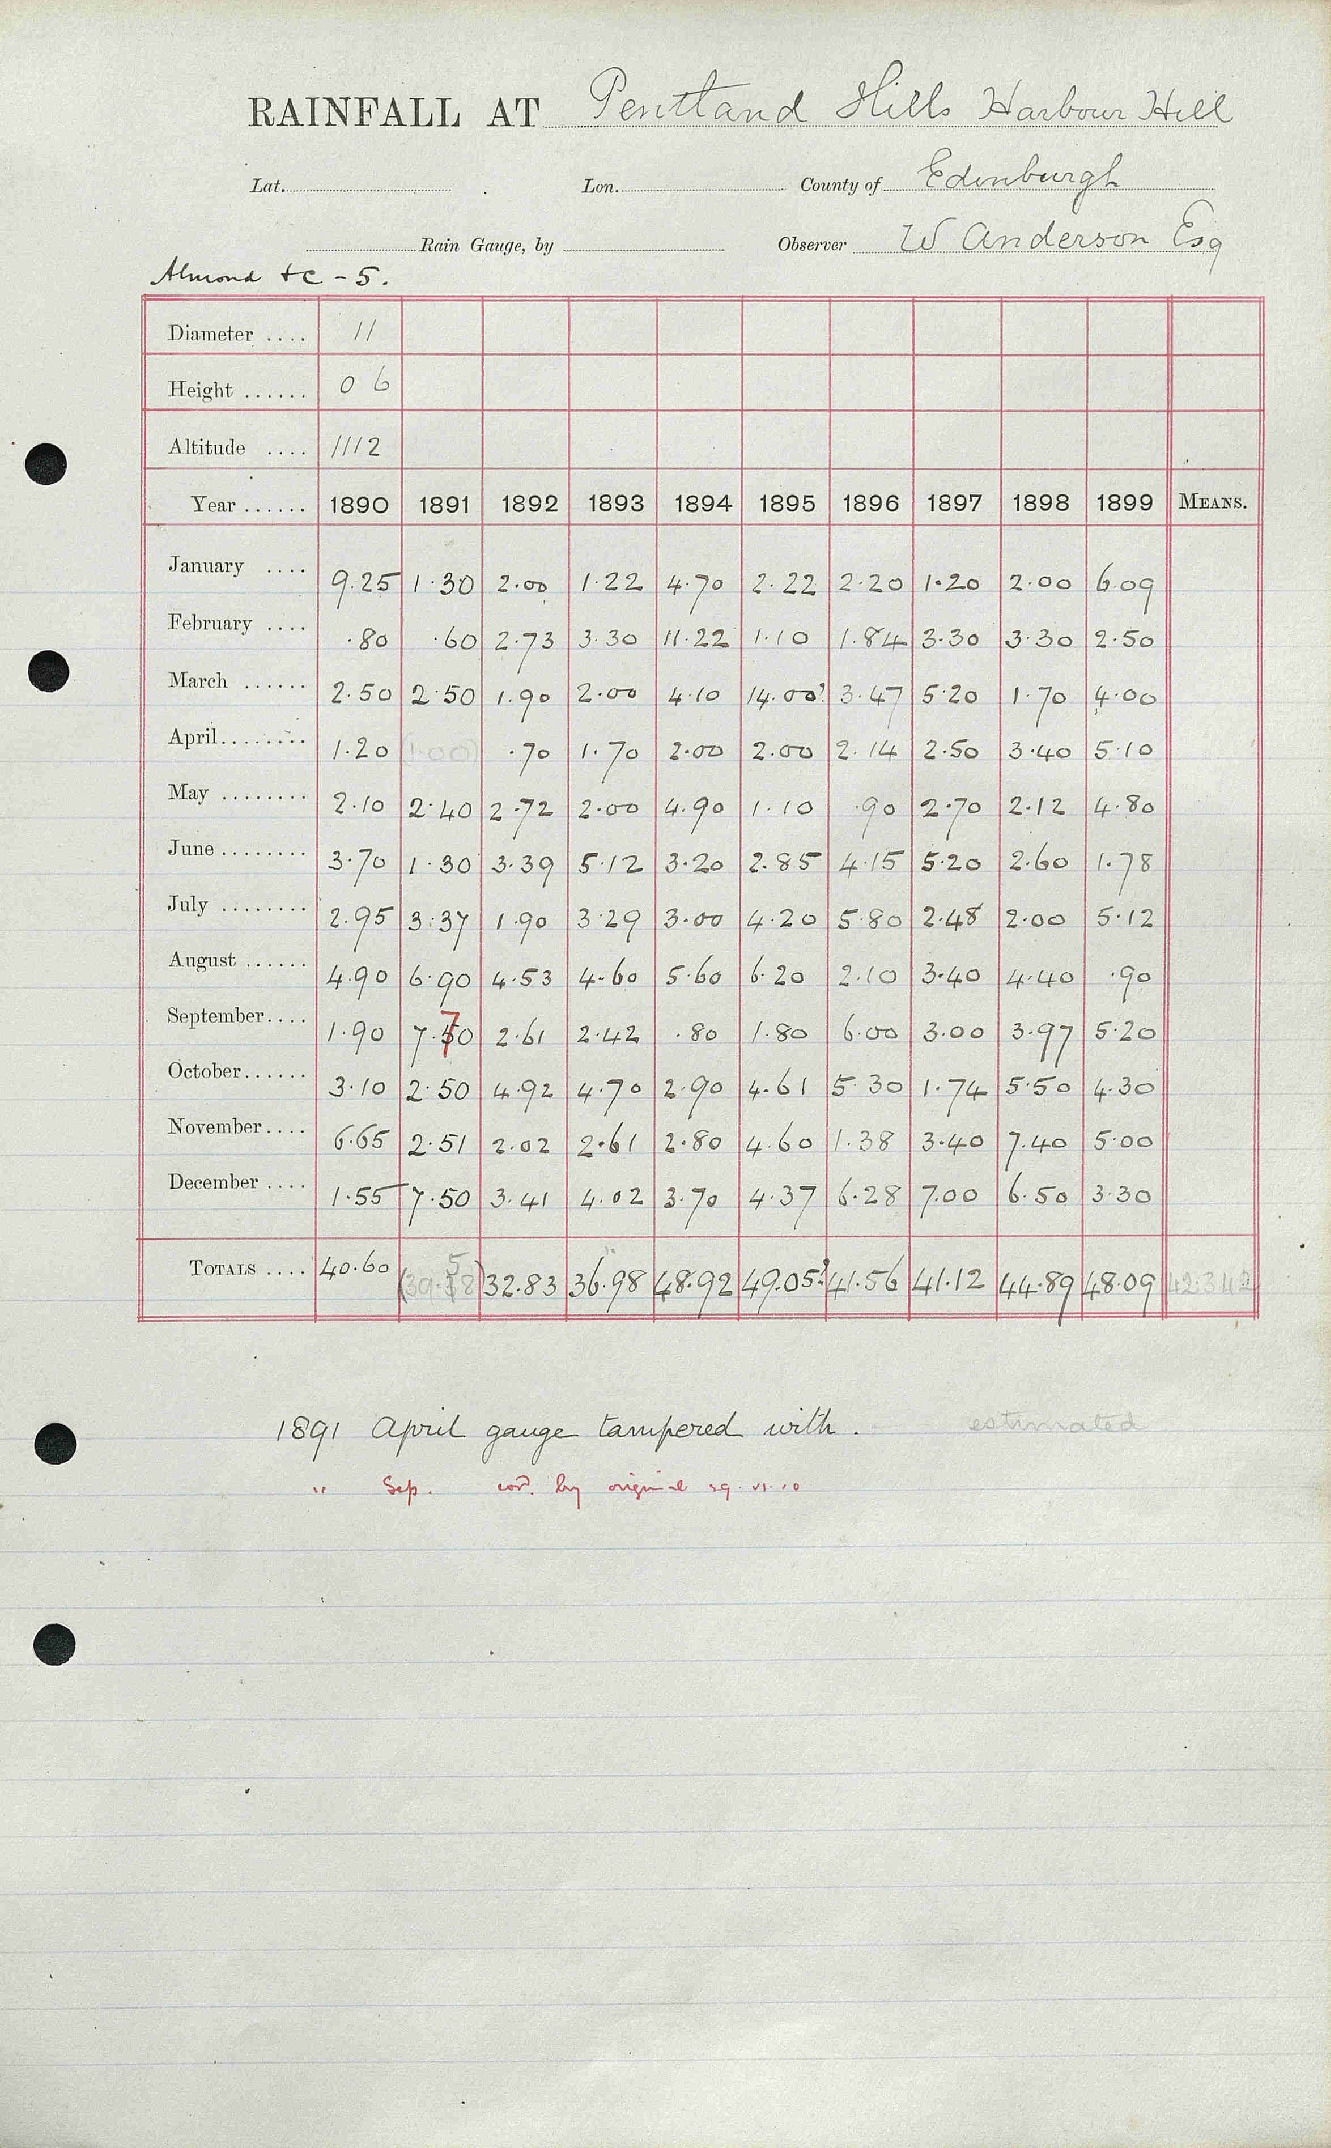 RAINFALL AT Pentland Hills Harbour Hill
Lat. Lon. County of Edinburgh
Rain Gauge, by Observer W Anderson Esq
Almond &c - 5.
Diameter .... 11
Height ...... 0 6
Altitude .... 1112
Year ...... 1890 1891 1892 1893 1894 1895 1896 1897 1898 1899 MEANS.
January .... 9.25 1.30 2.00 1.22 4.70 2.22 2.20 1.20 2.00 6.09
February .... .80 .60 2.73 3.30 11.22 1.10 1.84 3.30 3.30 2.50
March ...... 2.50 2.50 1.90 2.00 4.10 14.00? 3.47 5.20 1.70 4.00
April........ 1.20 (1.00) .70 1.70 2.00 2.00 2.14 2.50 3.40 5.10
May ........ 2.10 2.40 2.72 2.00 4.90 1.10 .90 2.70 2.12 4.80
June ........ 3.70 1.30 3.39 5.12 3.20 2.85 4.15 5.20 2.60 1.78
July ........ 2.95 3.37 1.90 3.29 3.00 4.20 5.80 2.48 2.00 5.12
August ...... 4.90 6.90 4.53 4.60 5.60 6.20 2.10 3.40 4.40 .90
September.... 1.90 7.70 2.61 2.42 .80 1.80 6.00 3.00 3.97 5.20
October...... 3.10 2.50 4.92 4.70 2.90 4.61 5.30 1.74 5.50 4.30
November.... 6.65 2.51 2.02 2.61 2.80 4.60 1.38 3.40 7.40 5.00
December .... 1.55 7.50 3.41 4.02 3.70 4.37 6.28 7.00 6.50 3.30
TOTALS .... 40.60 (39.58) 32.83 36.98 48.92 49.05? 41.56 41.12 44.89 48.09 42.342
1891 April gauge tampered with. estimated
" Sep. cord. by original